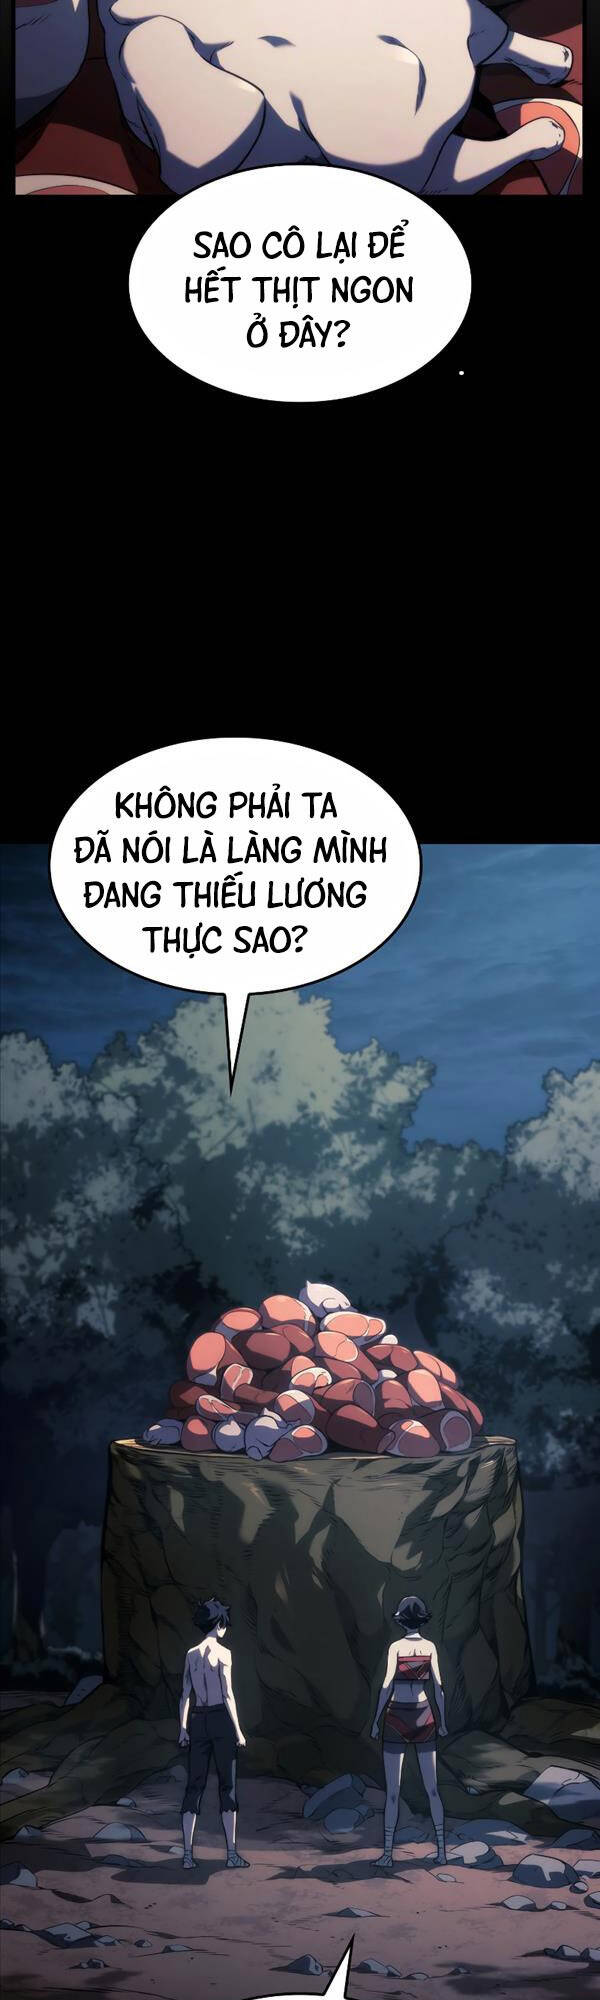 SAO CÔ LẠI ĐỂ
HẾT THỊT NGON
Ở ĐÂY?
KHÔNG PHẢI TA
ĐÃ NÓI LÀ LÀNG MÌNH
ĐANG THIẾU LƯƠNG
THỰC SAO?